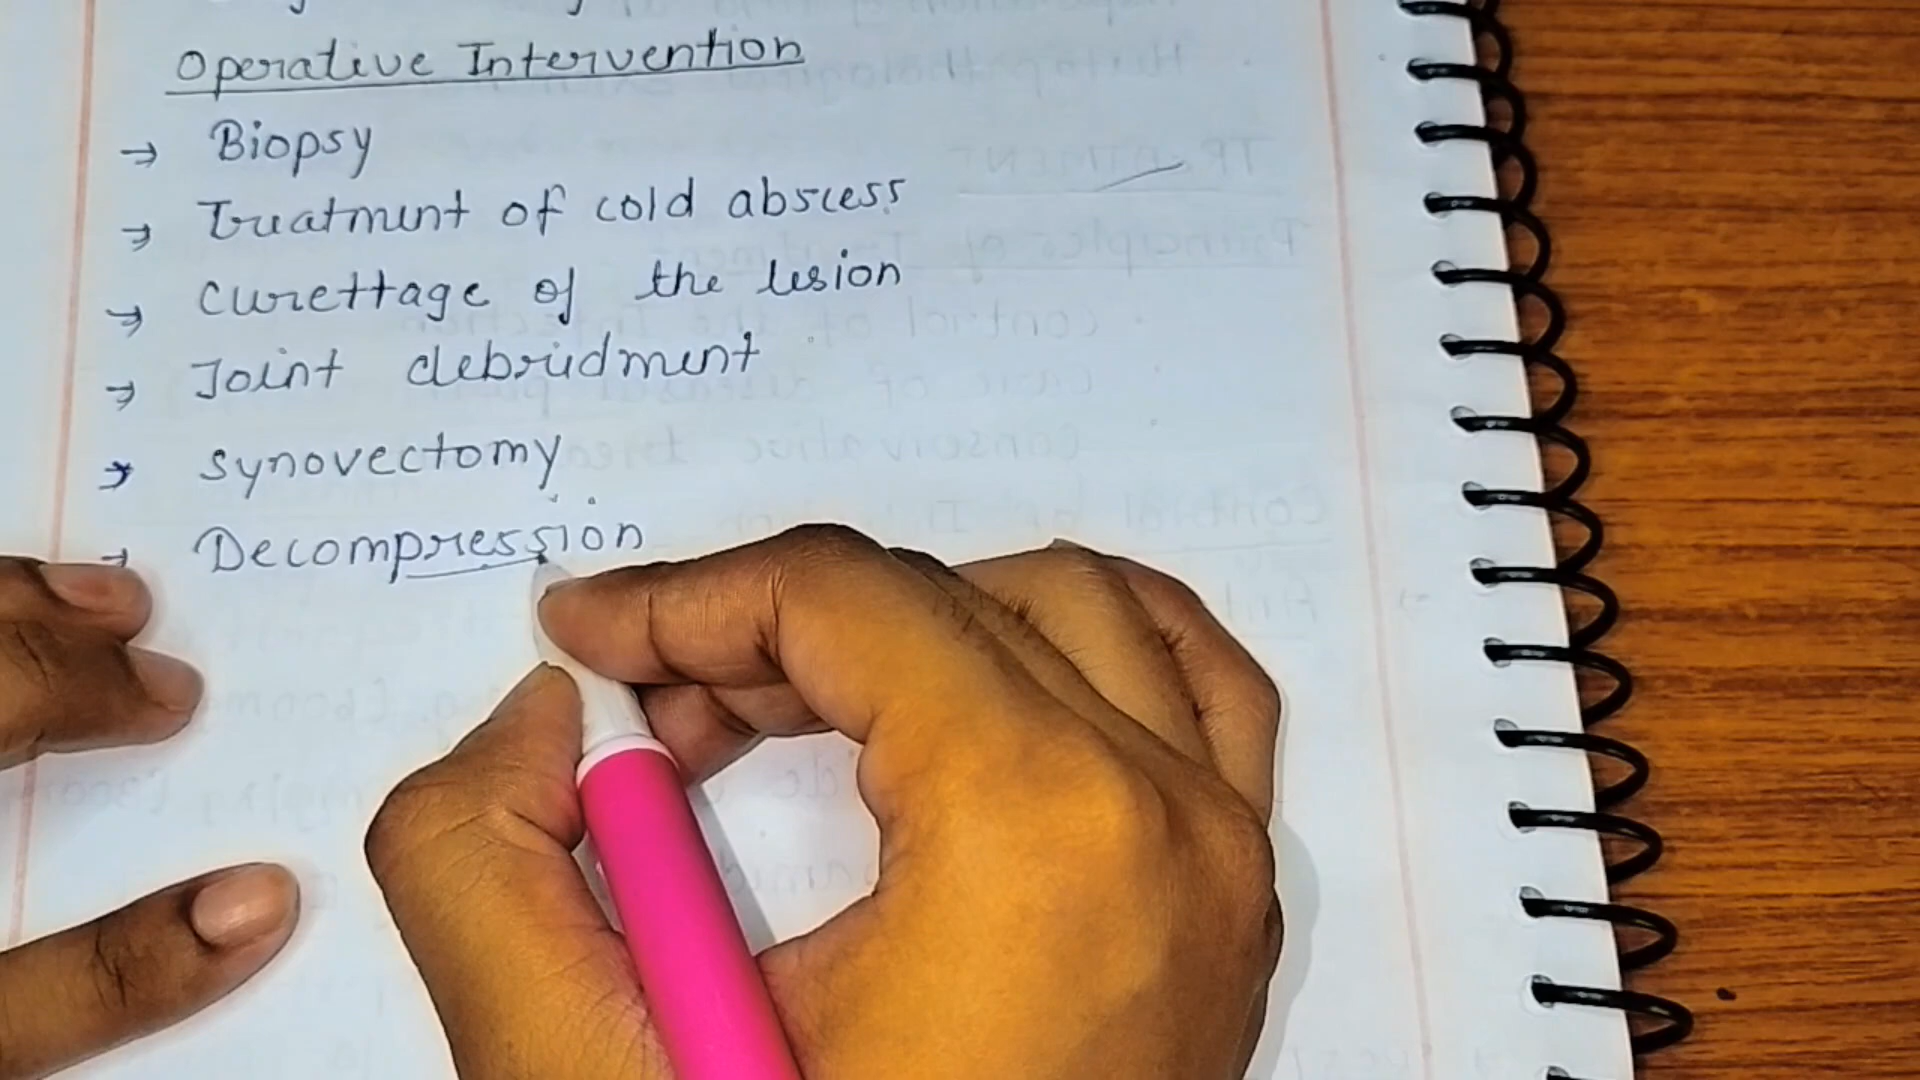 Operative Intervention
→ Biopsy
→ Treatment of cold abscess
→ Curettage of the lesion
→ Joint debridment
→ Synovectomy
→ Decompression